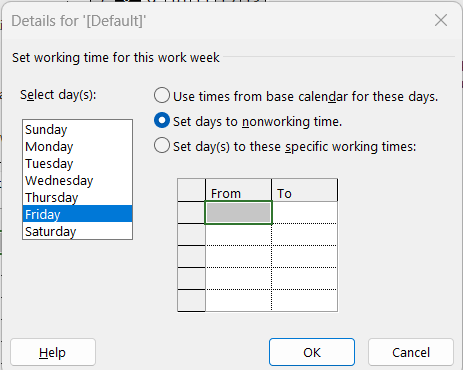 Details for '[Default]'
Set working time for this work week
Select day(s):
Use times from base calendar for these days.
Set days to nonworking time.
Set day(s) to these specific working times:
Sunday
Monday
Tuesday
Wednesday
Thursday
Friday
Saturday
From To
Help OK Cancel